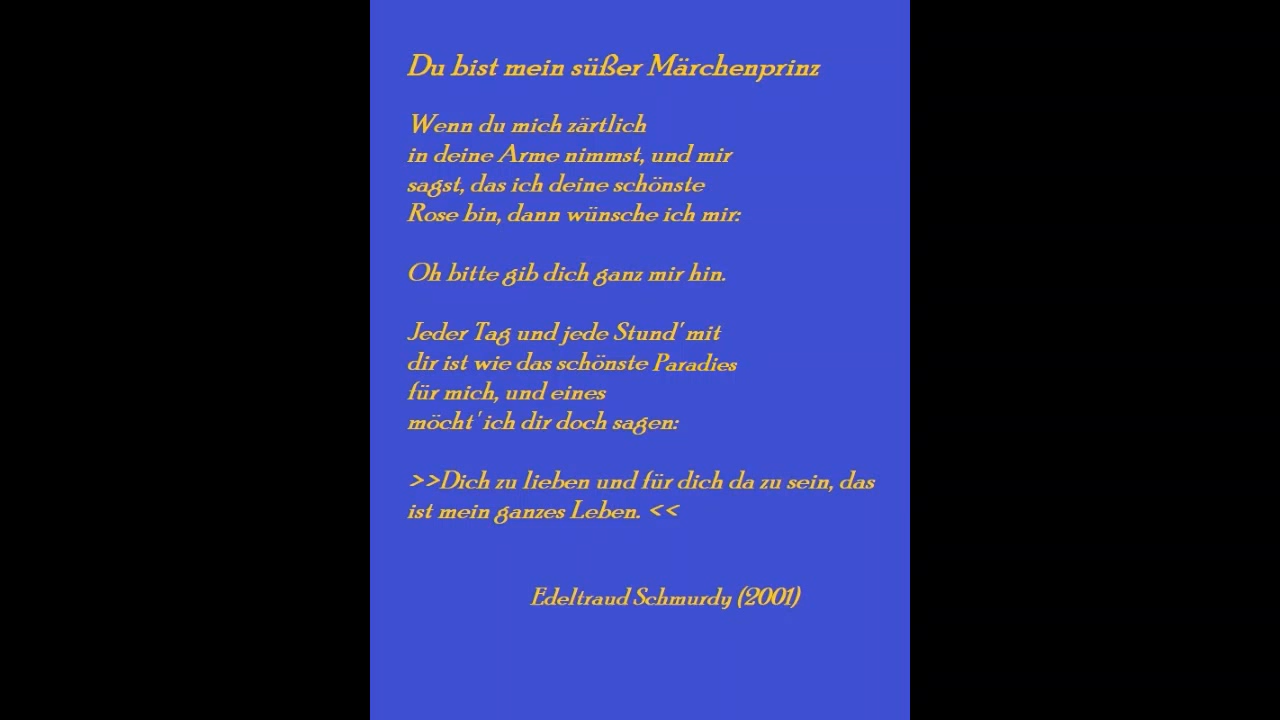 Du bist mein süßer Märchenprinz
Wenn du mich zärtlich
in deine Arme nimmst, und mir
sagst, das ich deine schönste
Rose bin, dann wünsche ich mir:
Oh bitte gib dich ganz mir hin.
Jeder Tag und jede Stund' mit
dir ist wie das schönste Paradies
für mich, und eines
möcht' ich dir doch sagen:
>>Dich zu lieben und für dich da zu sein, das
ist mein ganzes Leben. <<
Edeltraud Schmurdy (2001)